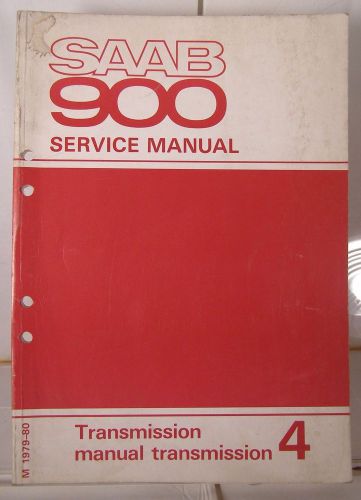 SAAB
900
SERVICE MANUAL
M 1979-80
Transmission
manual transmission 4